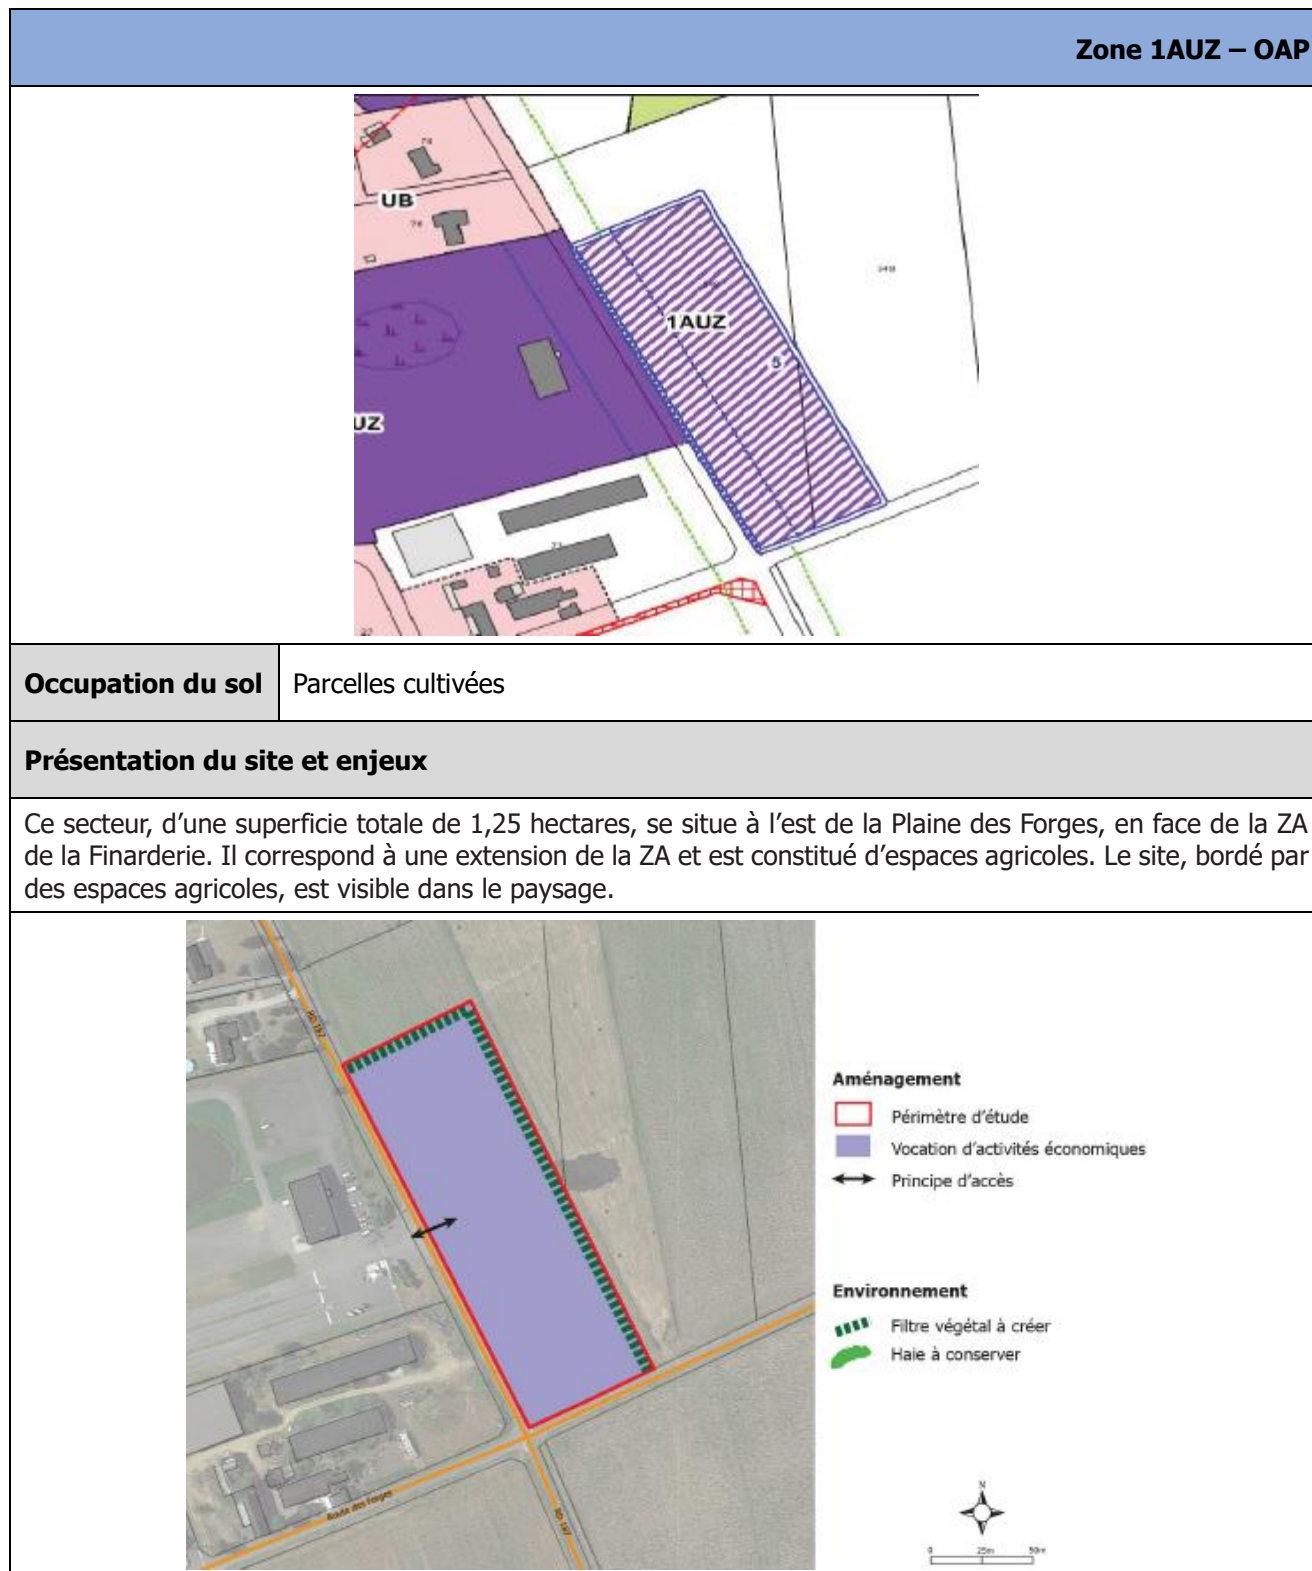 Zone 1AUZ – OAP
UB
1AUZ
5
UZ
Occupation du sol
Parcelles cultivées
Présentation du site et enjeux
Ce secteur, d’une superficie totale de 1,25 hectares, se situe à l’est de la Plaine des Forges, en face de la ZA
de la Finarderie. Il correspond à une extension de la ZA et est constitué d’espaces agricoles. Le site, bordé par
des espaces agricoles, est visible dans le paysage.
Aménagement
Périmètre d’étude
Vocation d’activités économiques
Principe d’accès
Environnement
Filtre végétal à créer
Haie à conserver
Route des Forges
N
0 25m 50m